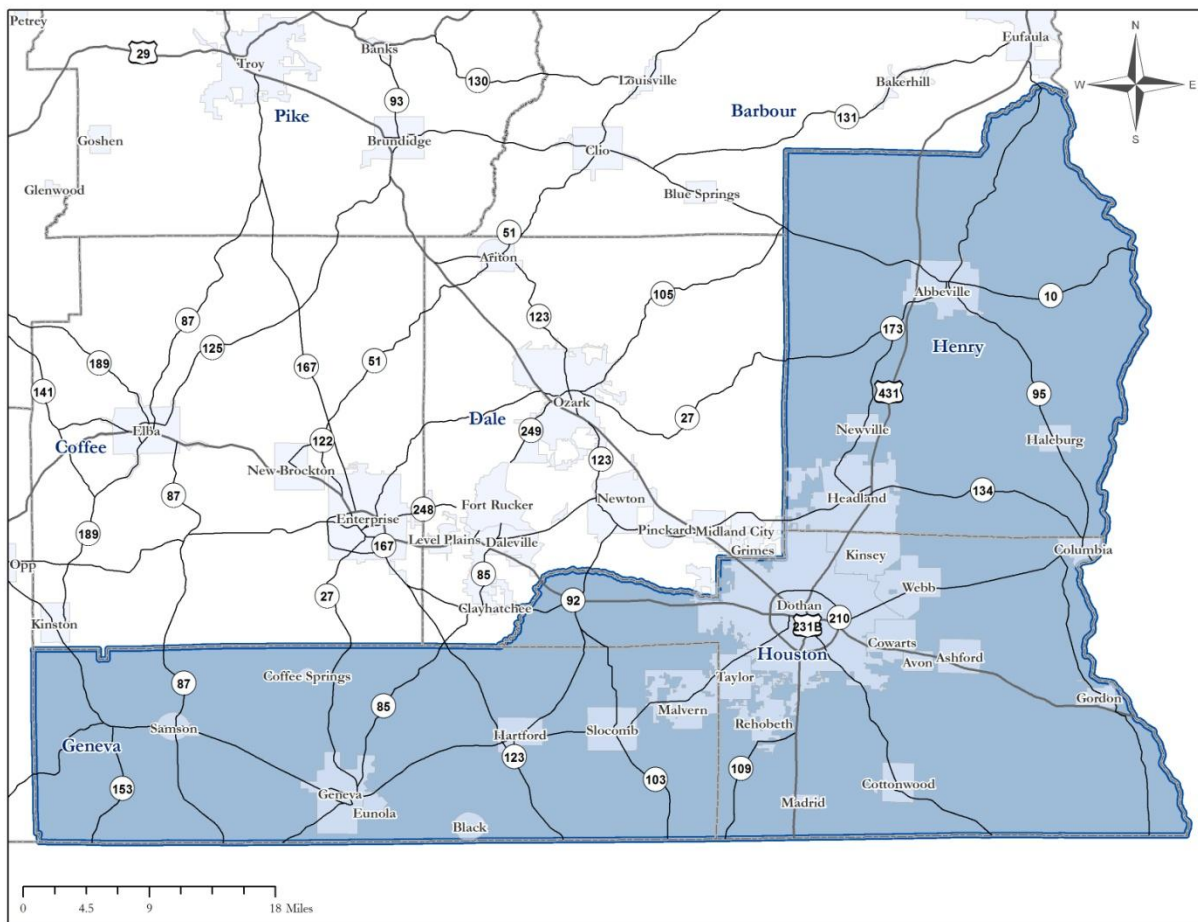 Petrey
29
Troy
Banks
130
Louisville
Eufaula
Bakerhill
N
W
E
S
93
Pike
Barbour
131
Goshen
Brundidge
Clio
Glenwood
Blue Springs
51
Ariton
105
Abbeville
10
123
87
173
125
Henry
189
167
51
141
431
95
Ozark
27
Dale
249
Elba
Coffee
122
Newville
Haleburg
New Brockton
123
87
Headland
134
Fort Rucker
Newton
248
Enterprise
189
Level Plains
Daleville
Pinckard
Midland City
167
Grimes
Kinsey
Columbia
Opp
85
Webb
27
92
Clayhatchee
Dothan
210
231B
Kinston
Cowarts
Houston
Avon
Ashford
Coffee Springs
87
Taylor
Gordon
85
Malvern
Samson
Rehobeth
Hartford
Slocomb
Geneva
123
109
153
103
Cottonwood
Geneva
Madrid
Eunola
Black
0
4.5
9
18 Miles